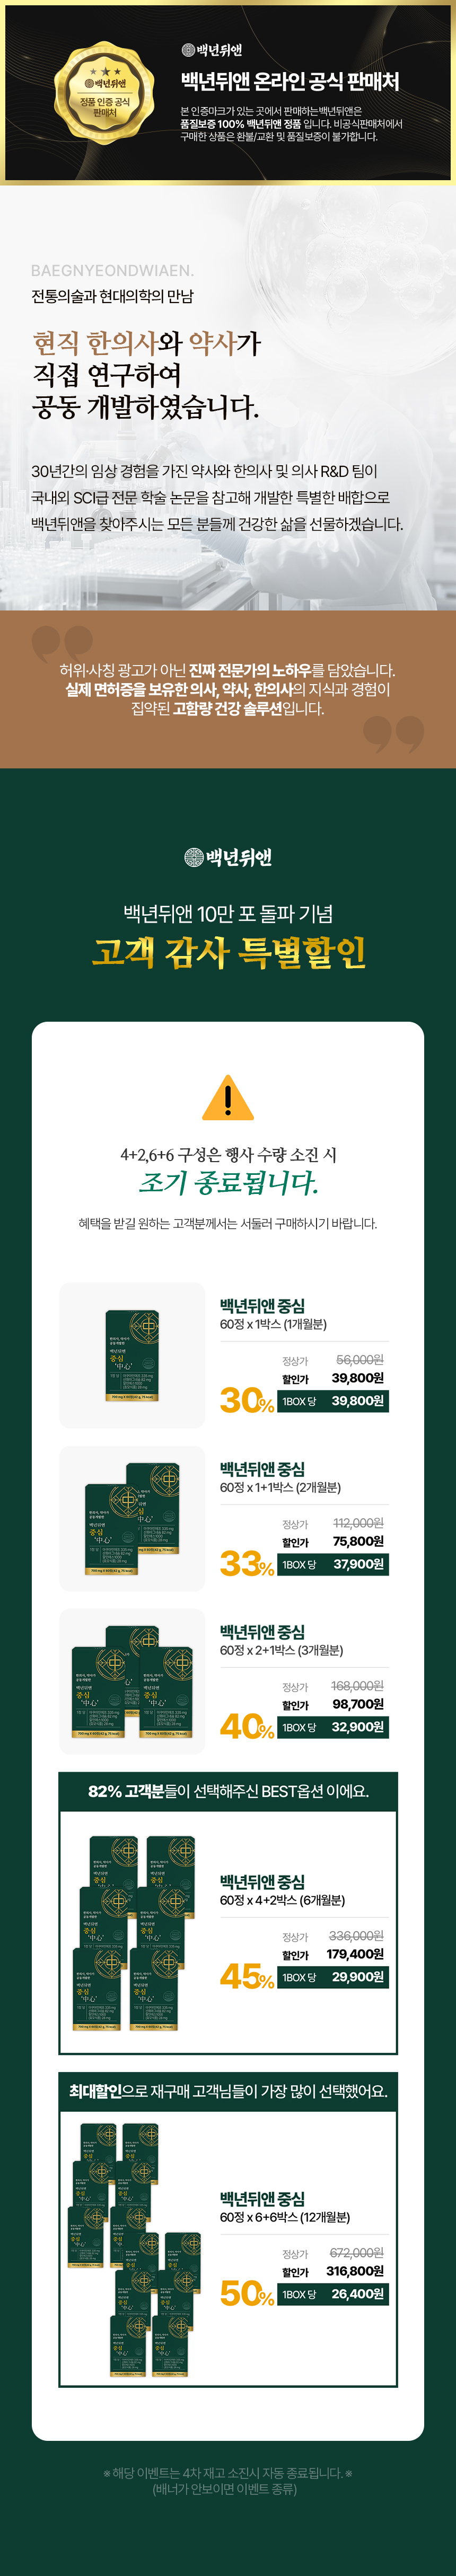 백년뒤앤
정품 인증 공식
판매처
백년뒤앤
백년뒤앤 온라인 공식 판매처
본 인증마크가 있는 곳에서 판매하는백년뒤앤은
품질보증 100% 백년뒤앤 정품 입니다. 비공식판매처에서
구매한 상품은 환불/교환 및 품질보증이 불가합니다.
BAEGNYEONDWIAEN.
전통의술과 현대의학의 만남
현직 한의사와 약사가
직접 연구하여
공동 개발하였습니다.
30년간의 임상 경험을 가진 약사와 한의사 및 의사 R&D 팀이
국내외 SCI급 전문 학술 논문을 참고해 개발한 특별한 배합으로
백년뒤앤을 찾아주시는 모든 분들께 건강한 삶을 선물하겠습니다.
허위·사칭 광고가 아닌 진짜 전문가의 노하우를 담았습니다.
실제 면허증을 보유한 의사, 약사, 한의사의 지식과 경험이
집약된 고함량 건강 솔루션입니다.
백년뒤앤
백년뒤앤 10만 포 돌파 기념
고객 감사 특별할인
4+2,6+6 구성은 행사 수량 소진 시
조기 종료됩니다.
혜택을 받길 원하는 고객분께서는 서둘러 구매하시기 바랍니다.
백년뒤앤 중심
60정 x 1박스 (1개월분)
정상가 56,000원
할인가 39,800원
30% 1BOX 당 39,800원
백년뒤앤 중심
60정 x 1+1박스 (2개월분)
정상가 112,000원
할인가 75,800원
33% 1BOX 당 37,900원
백년뒤앤 중심
60정 x 2+1박스 (3개월분)
정상가 168,000원
할인가 98,700원
40% 1BOX 당 32,900원
82% 고객분들이 선택해주신 BEST옵션 이에요.
백년뒤앤 중심
60정 x 4+2박스 (6개월분)
정상가 336,000원
할인가 179,400원
45% 1BOX 당 29,900원
최대할인으로 재구매 고객님들이 가장 많이 선택했어요.
백년뒤앤 중심
60정 x 6+6박스 (12개월분)
정상가 672,000원
할인가 316,800원
50% 1BOX 당 26,400원
※ 해당 이벤트는 4차 재고 소진시 자동 종료됩니다. ※
(배너가 안보이면 이벤트 종류)